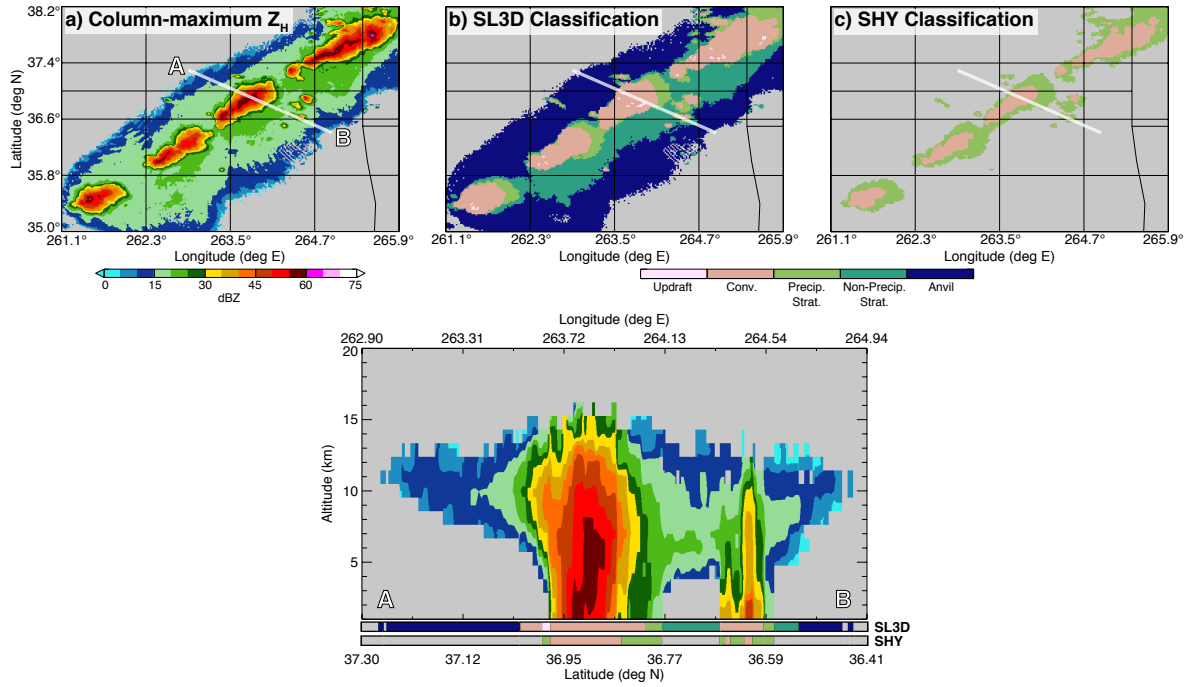 a) Column-maximum Z_H
b) SL3D Classification
c) SHY Classification
38.2°
37.4°
36.6°
35.8°
35.0°
Latitude (deg N)
A
B
261.1° 262.3° 263.5° 264.7° 265.9°
261.1° 262.3° 263.5° 264.7° 265.9°
261.1° 262.3° 263.5° 264.7° 265.9°
Longitude (deg E)
Longitude (deg E)
Longitude (deg E)
0 15 30 45 60 75
dBZ
Updraft Conv. Precip. Strat. Non-Precip. Strat. Anvil
Longitude (deg E)
262.90 263.31 263.72 264.13 264.54 264.94
20
15
10
5
Altitude (km)
A B
SL3D
SHY
37.30 37.12 36.95 36.77 36.59 36.41
Latitude (deg N)